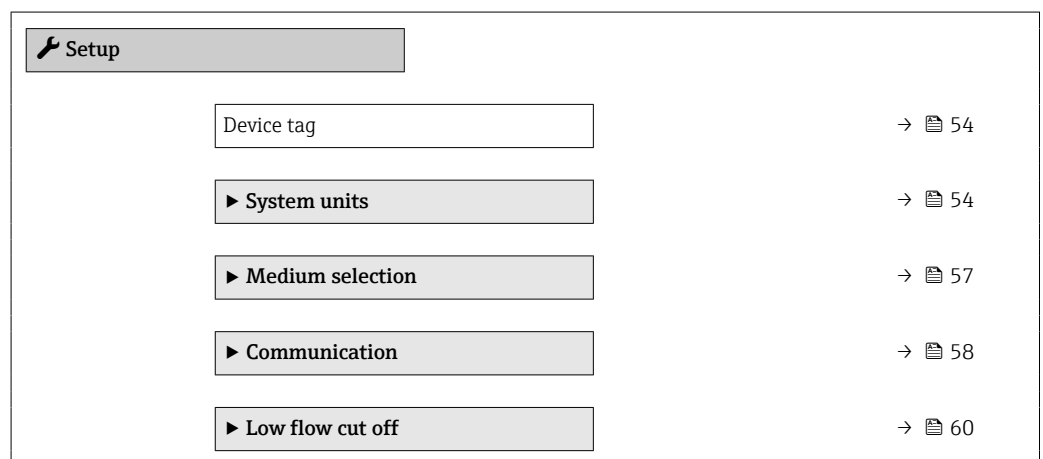 Setup
Device tag → 54
▶ System units → 54
▶ Medium selection → 57
▶ Communication → 58
▶ Low flow cut off → 60